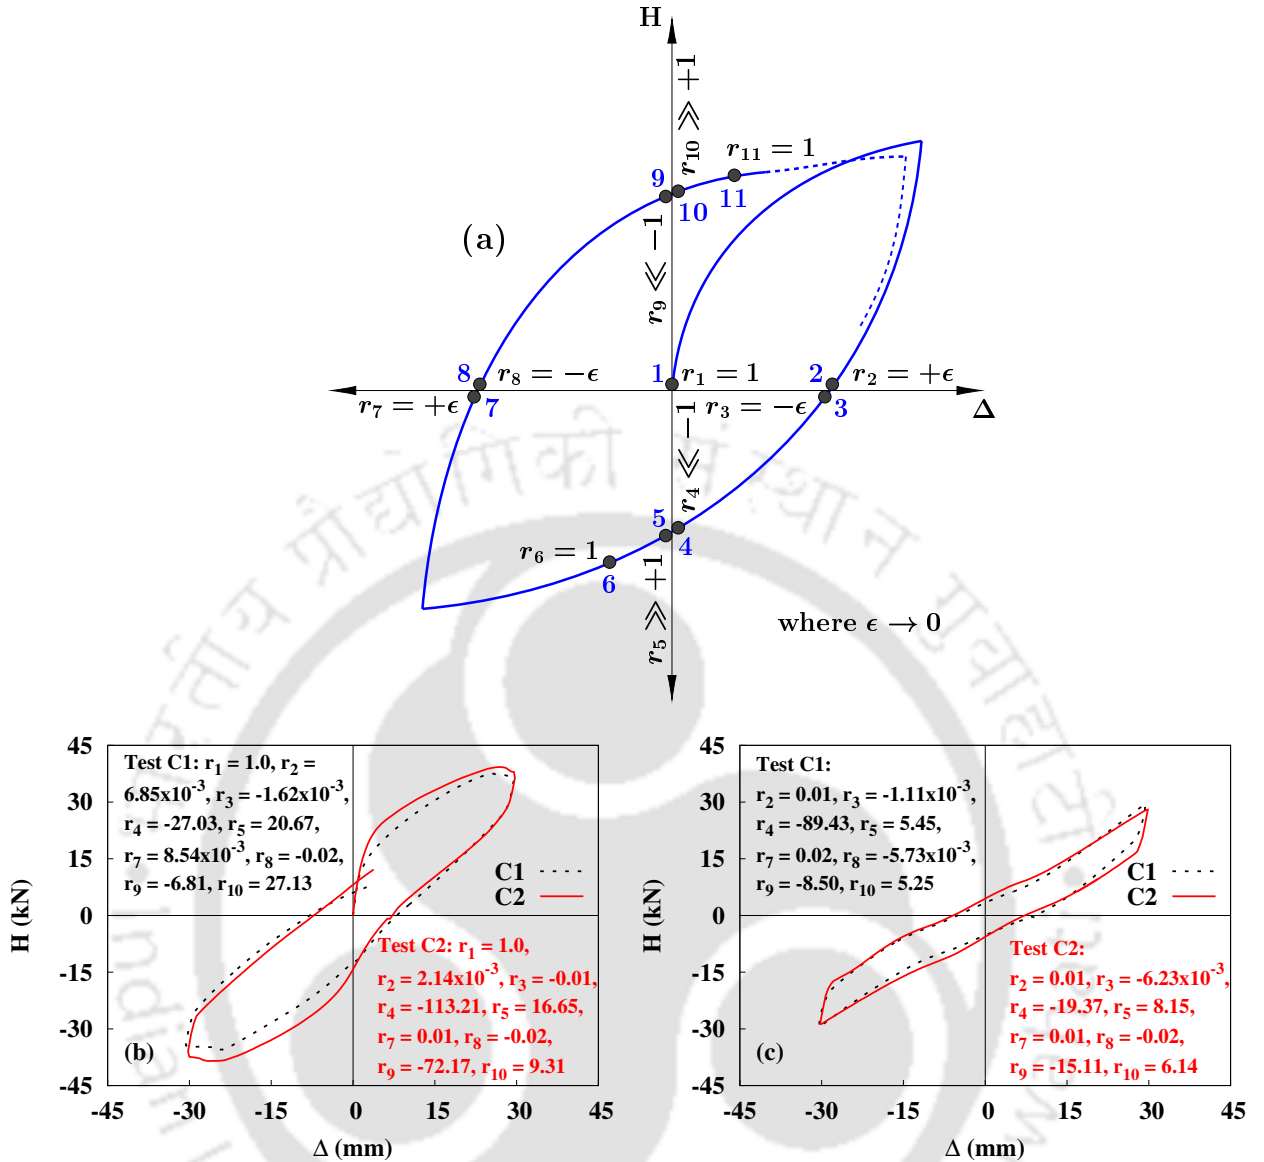 H
r₁₀ ≫ +1
r₁₁ = 1
9
10
11
(a)
r₉ ≪ −1
8
r₈ = −ϵ
1
r₁ = 1
2
r₂ = +ϵ
r₇ = +ϵ
7
r₃ = −ϵ
3
Δ
r₄ ≪ −1
5
4
r₆ = 1
6
r₅ ≫ +1
where ϵ → 0
प्रौद्योगिकी
भारतीय
संस्थान
गुवाहाटी
Indian
45
30
15
0
-15
-30
-45
H (kN)
Test C1: r₁ = 1.0, r₂ =
6.85x10⁻³, r₃ = -1.62x10⁻³,
r₄ = -27.03, r₅ = 20.67,
r₇ = 8.54x10⁻³, r₈ = -0.02,
r₉ = -6.81, r₁₀ = 27.13
C1
C2
Test C2: r₁ = 1.0,
r₂ = 2.14x10⁻³, r₃ = -0.01,
r₄ = -113.21, r₅ = 16.65,
r₇ = 0.01, r₈ = -0.02,
r₉ = -72.17, r₁₀ = 9.31
(b)
-45 -30 -15 0 15 30 45
Δ (mm)
45
30
15
0
-15
-30
-45
H (kN)
Test C1:
r₂ = 0.01, r₃ = -1.11x10⁻³,
r₄ = -89.43, r₅ = 5.45,
r₇ = 0.02, r₈ = -5.73x10⁻³,
r₉ = -8.50, r₁₀ = 5.25
C1
C2
Test C2:
r₂ = 0.01, r₃ = -6.23x10⁻³,
r₄ = -19.37, r₅ = 8.15,
r₇ = 0.01, r₈ = -0.02,
r₉ = -15.11, r₁₀ = 6.14
(c)
-45 -30 -15 0 15 30 45
Δ (mm)